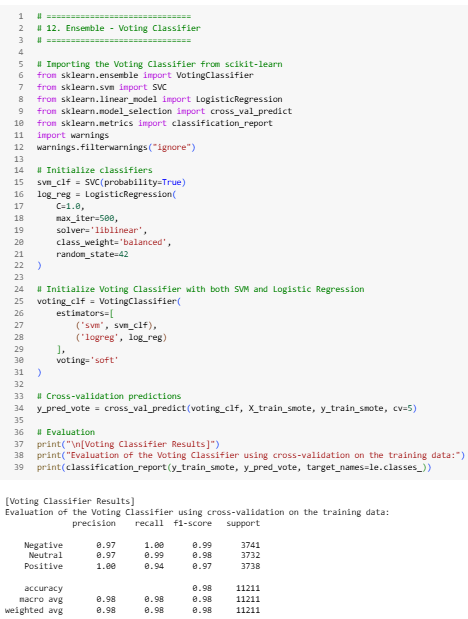 1 # ==============================
2 # 12. Ensemble - Voting Classifier
3 # ==============================
4
5 # Importing the Voting Classifier from scikit-learn
6 from sklearn.ensemble import VotingClassifier
7 from sklearn.svm import SVC
8 from sklearn.linear_model import LogisticRegression
9 from sklearn.model_selection import cross_val_predict
10 from sklearn.metrics import classification_report
11 import warnings
12 warnings.filterwarnings("ignore")
13
14 # Initialize classifiers
15 svm_clf = SVC(probability=True)
16 log_reg = LogisticRegression(
17     C=1.0,
18     max_iter=500,
19     solver='liblinear',
20     class_weight='balanced',
21     random_state=42
22 )
23
24 # Initialize Voting Classifier with both SVM and Logistic Regression
25 voting_clf = VotingClassifier(
26     estimators=[
27         ('svm', svm_clf),
28         ('logreg', log_reg)
29     ],
30     voting='soft'
31 )
32
33 # Cross-validation predictions
34 y_pred_vote = cross_val_predict(voting_clf, X_train_smote, y_train_smote, cv=5)
35
36 # Evaluation
37 print("\n[Voting Classifier Results]")
38 print("Evaluation of the Voting Classifier using cross-validation on the training data:")
39 print(classification_report(y_train_smote, y_pred_vote, target_names=le.classes_))
[Voting Classifier Results]
Evaluation of the Voting Classifier using cross-validation on the training data:
precision recall f1-score support
Negative 0.97 1.00 0.99 3741
Neutral 0.97 0.99 0.98 3732
Positive 1.00 0.94 0.97 3738
accuracy 0.98 11211
macro avg 0.98 0.98 0.98 11211
weighted avg 0.98 0.98 0.98 11211